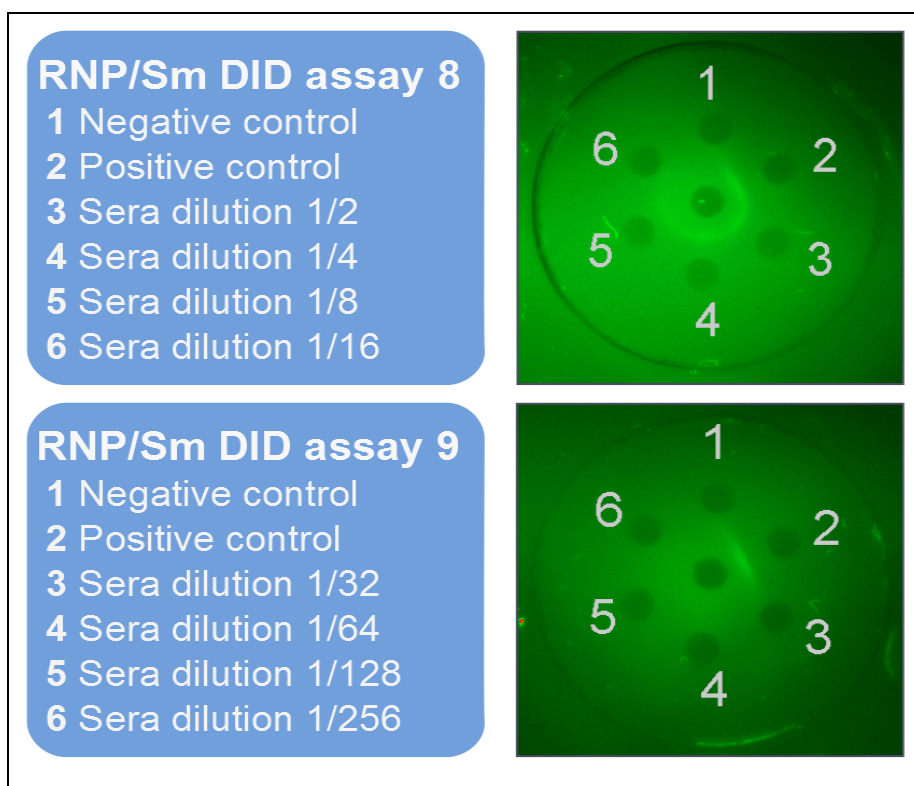 RNP/Sm DID assay 8
1 Negative control
2 Positive control
3 Sera dilution 1/2
4 Sera dilution 1/4
5 Sera dilution 1/8
6 Sera dilution 1/16
1
6
2
5
3
4
RNP/Sm DID assay 9
1 Negative control
2 Positive control
3 Sera dilution 1/32
4 Sera dilution 1/64
5 Sera dilution 1/128
6 Sera dilution 1/256
1
6
2
5
3
4